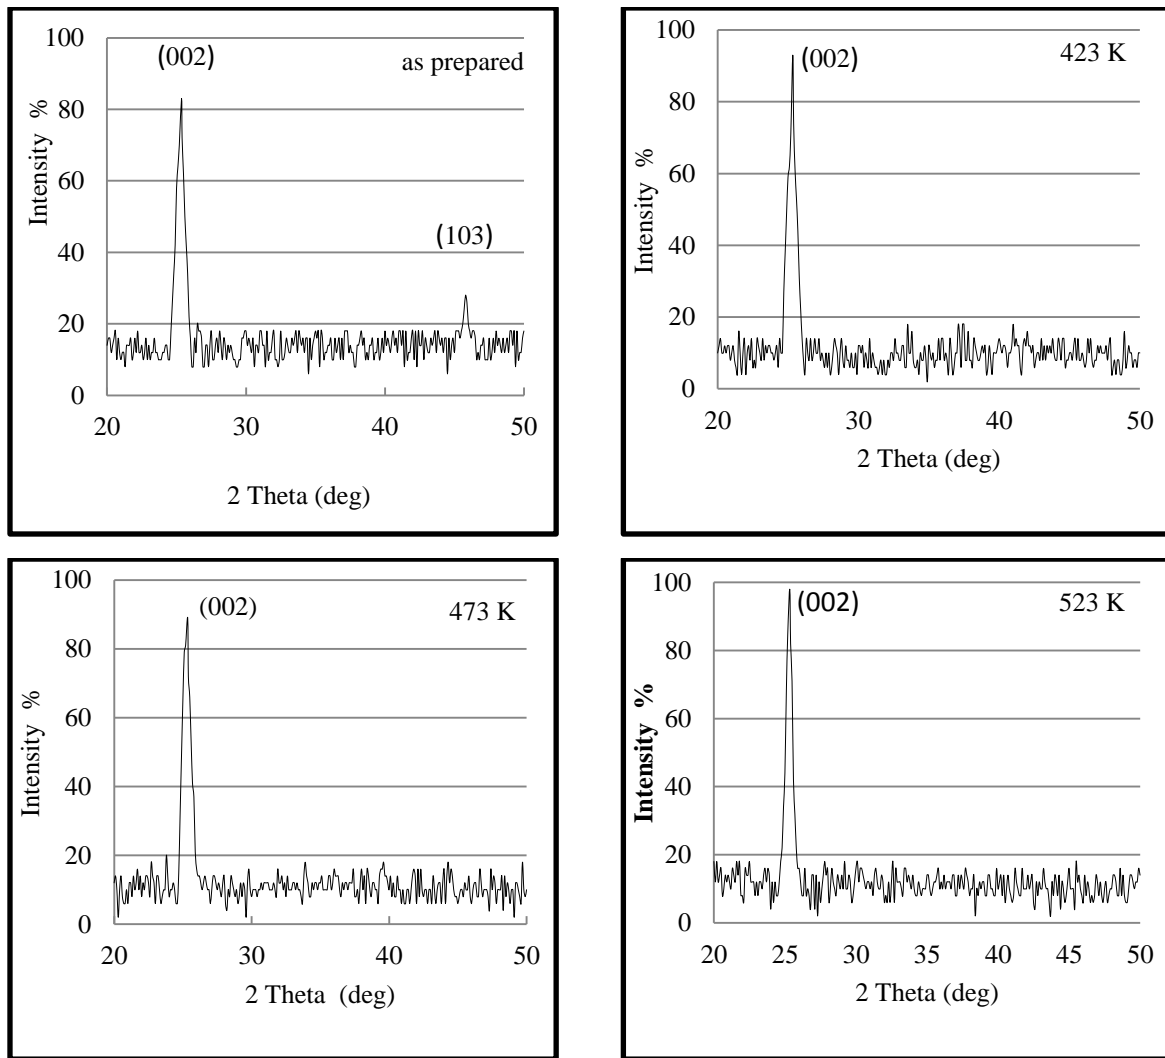 100
80
60
40
20
0
Intensity %
(002)
as prepared
(103)
20 30 40 50
2 Theta (deg)
100
80
60
40
20
0
Intensity %
(002)
423 K
20 30 40 50
2 Theta (deg)
100
80
60
40
20
0
Intensity %
(002)
473 K
20 30 40 50
2 Theta (deg)
100
80
60
40
20
0
Intensity %
(002)
523 K
20 25 30 35 40 45 50
2 Theta (deg)